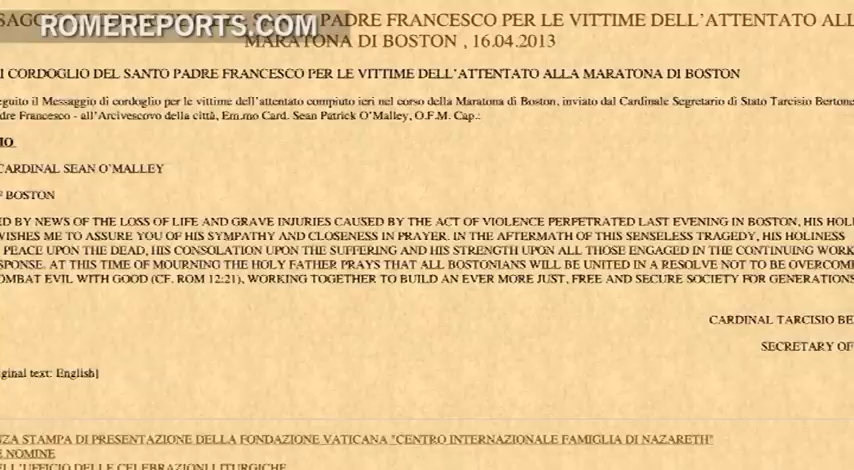 SAGG
ROMEREPORTS.COM
PADRE FRANCESCO PER LE VITTIME DELL'ATTENTATO ALL
MARATONA DI BOSTON , 16.04.2013
I CORDOGLIO DEL SANTO PADRE FRANCESCO PER LE VITTIME DELL'ATTENTATO ALLA MARATONA DI BOSTON
eguito il Messaggio di cordoglio per le vittime dell'attentato compiuto ieri nel corso della Maratona di Boston, inviato dal Cardinale Segretario di Stato Tarcisio Bertone
dre Francesco - all'Arcivescovo della città, Em.mo Card. Sean Patrick O'Malley, O.F.M. Cap.:
MO
CARDINAL SEAN O'MALLEY
F BOSTON
ED BY NEWS OF THE LOSS OF LIFE AND GRAVE INJURIES CAUSED BY THE ACT OF VIOLENCE PERPETRATED LAST EVENING IN BOSTON, HIS HOLI
WISHES ME TO ASSURE YOU OF HIS SYMPATHY AND CLOSENESS IN PRAYER. IN THE AFTERMATH OF THIS SENSELESS TRAGEDY, HIS HOLINESS
PEACE UPON THE DEAD, HIS CONSOLATION UPON THE SUFFERING AND HIS STRENGTH UPON ALL THOSE ENGAGED IN THE CONTINUING WORK
SPONSE. AT THIS TIME OF MOURNING THE HOLY FATHER PRAYS THAT ALL BOSTONIANS WILL BE UNITED IN A RESOLVE NOT TO BE OVERCOM
OMBAT EVIL WITH GOOD (CF. ROM 12:21), WORKING TOGETHER TO BUILD AN EVER MORE JUST, FREE AND SECURE SOCIETY FOR GENERATIONS
CARDINAL TARCISIO BE
SECRETARY OF
ginal text: English]
NZA STAMPA DI PRESENTAZIONE DELLA FONDAZIONE VATICANA "CENTRO INTERNAZIONALE FAMIGLIA DI NAZARETH"
E NOMINE
ELL'UFFICIO DELLE CELEBRAZIONI LITURGICHE